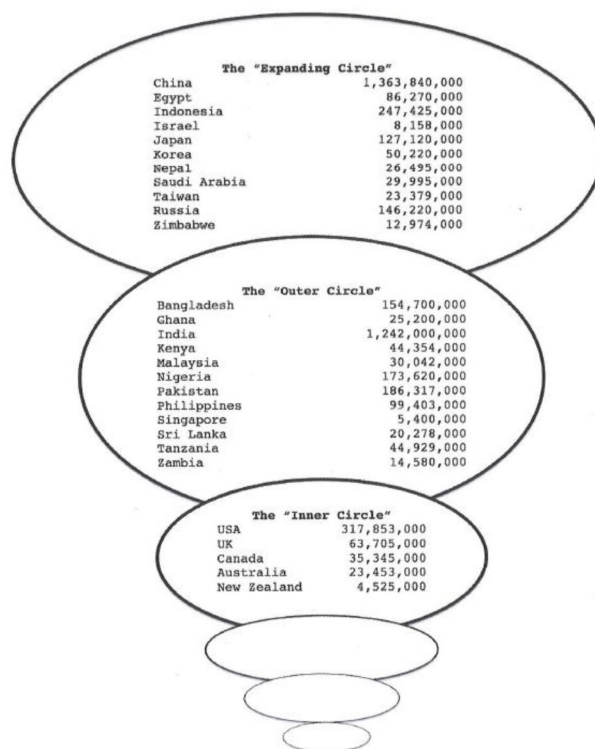 The "Expanding Circle"
China 1,363,840,000
Egypt 86,270,000
Indonesia 247,425,000
Israel 8,158,000
Japan 127,120,000
Korea 50,220,000
Nepal 26,495,000
Saudi Arabia 29,995,000
Taiwan 23,379,000
Russia 146,220,000
Zimbabwe 12,974,000
The "Outer Circle"
Bangladesh 154,700,000
Ghana 25,200,000
India 1,242,000,000
Kenya 44,354,000
Malaysia 30,042,000
Nigeria 173,620,000
Pakistan 186,317,000
Philippines 99,403,000
Singapore 5,400,000
Sri Lanka 20,278,000
Tanzania 44,929,000
Zambia 14,580,000
The "Inner Circle"
USA 317,853,000
UK 63,705,000
Canada 35,345,000
Australia 23,453,000
New Zealand 4,525,000